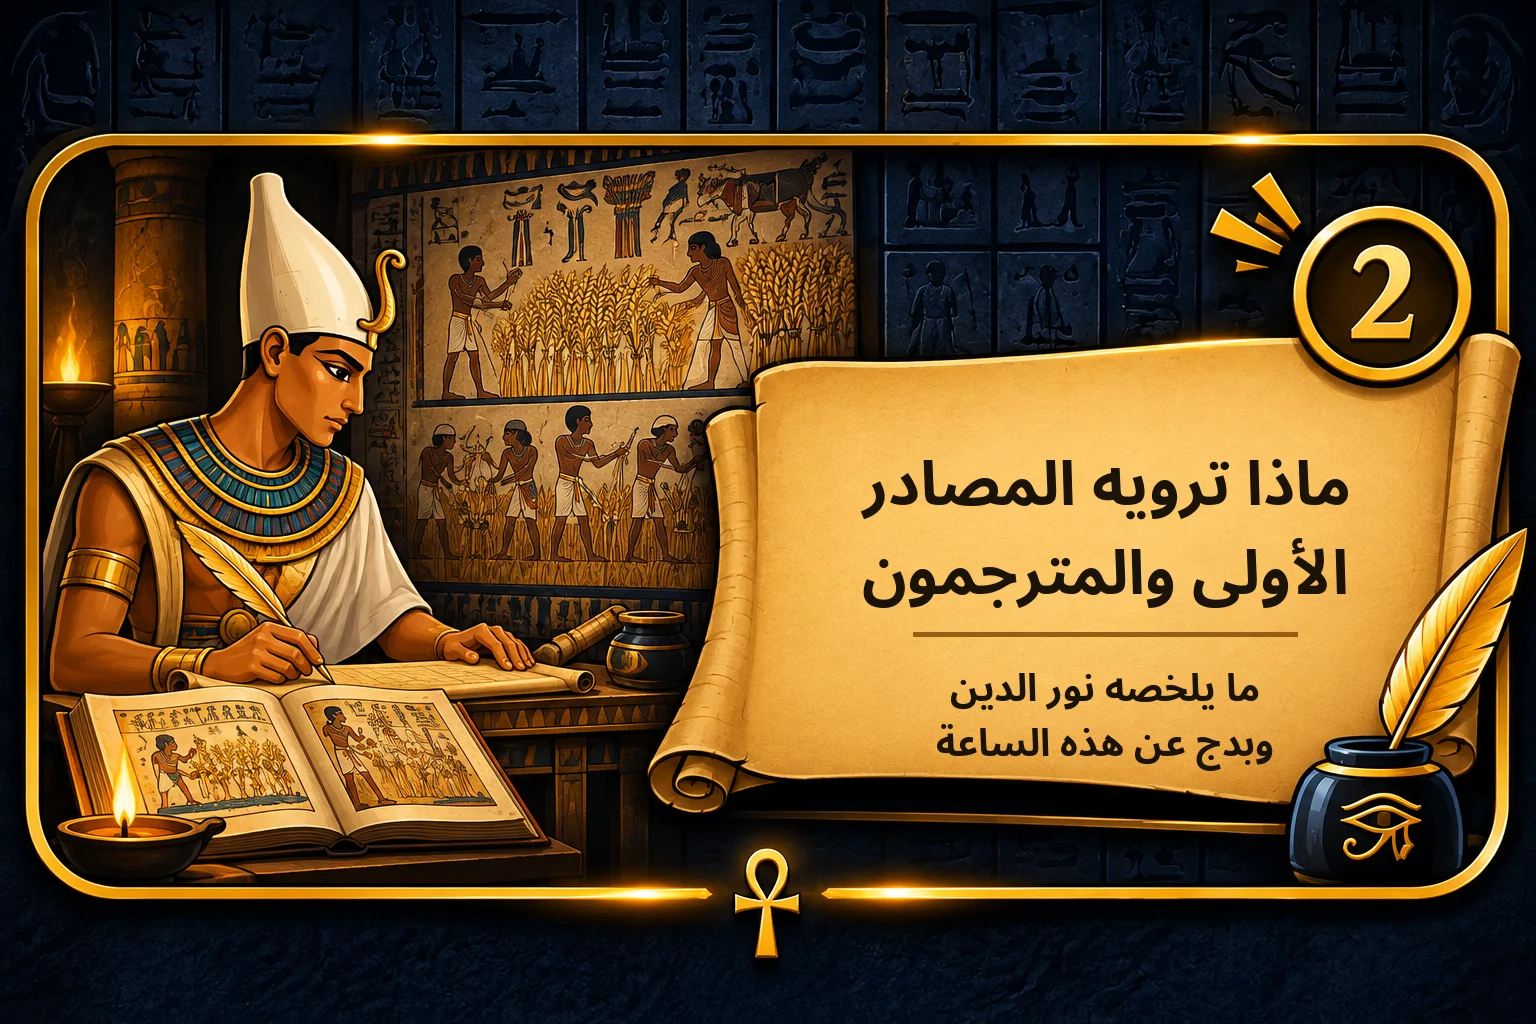 2
ماذا ترويه المصادر
الأولى والمترجمون
ما يلخصه نور الدين
وبدج عن هذه الساعة